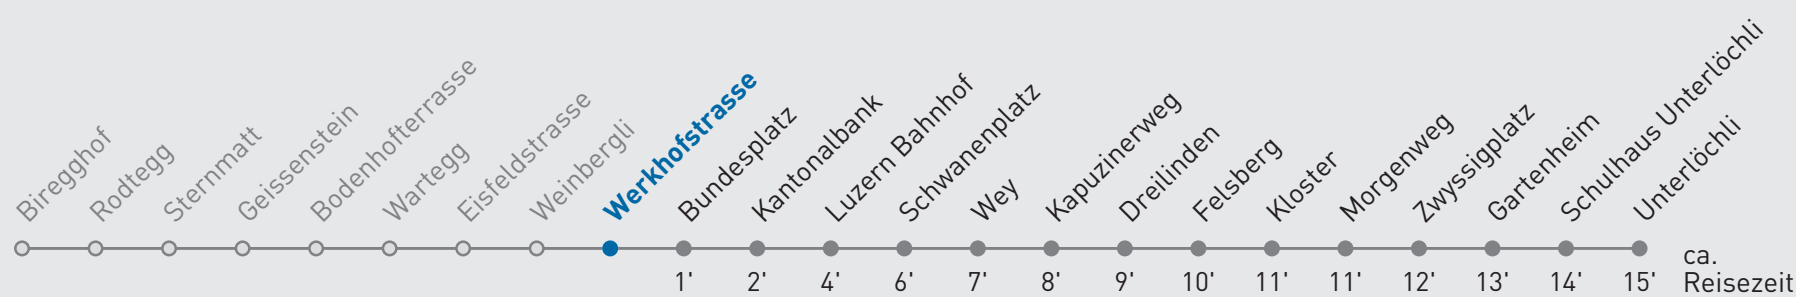 Biregghof
Rodtegg
Sternmatt
Geissenstein
Bodenhofterrasse
Wartegg
Eisfeldstrasse
Weinbergli
Werkhofstrasse
Bundesplatz
Kantonalbank
Luzern Bahnhof
Schwanenplatz
Wey
Kapuzinerweg
Dreilinden
Felsberg
Kloster
Morgenweg
Zwyssigplatz
Gartenheim
Schulhaus Unterlöchli
Unterlöchli
1' 2' 4' 6' 7' 8' 9' 10' 11' 11' 12' 13' 14' 15'
ca.
Reisezeit